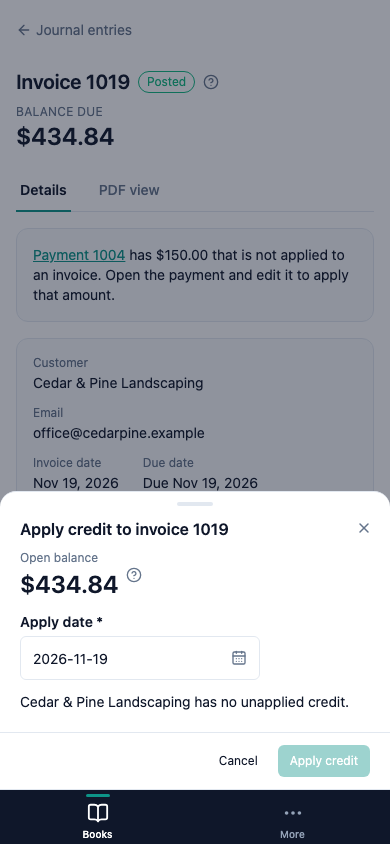 Journal entries
Invoice 1019 Posted
BALANCE DUE
$434.84
Details PDF view
Payment 1004 has $150.00 that is not applied to
an invoice. Open the payment and edit it to apply
that amount.
Customer
Cedar & Pine Landscaping
Email
office@cedarpine.example
Invoice date Due date
Nov 19, 2026 Due Nov 19, 2026
Apply credit to invoice 1019
Open balance
$434.84
Apply date *
2026-11-19
Cedar & Pine Landscaping has no unapplied credit.
Cancel Apply credit
Books More